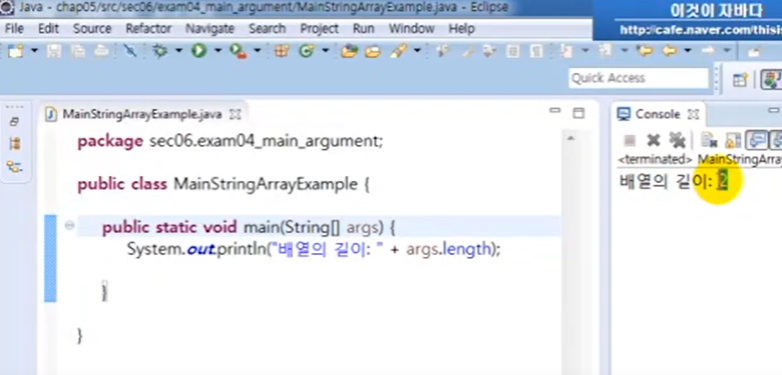 Java - chap05/src/sec06/exam04_main_argument/MainStringArrayExample.java - Eclipse
이것이 자바다
http://cafe.naver.com/thisis
File Edit Source Refactor Navigate Search Project Run Window Help
Quick Access
MainStringArrayExample.java
package sec06.exam04_main_argument;
public class MainStringArrayExample {
public static void main(String[] args) {
System.out.println("배열의 길이: " + args.length);
}
}
Console
<terminated> MainStringArray
배열의 길이: 2